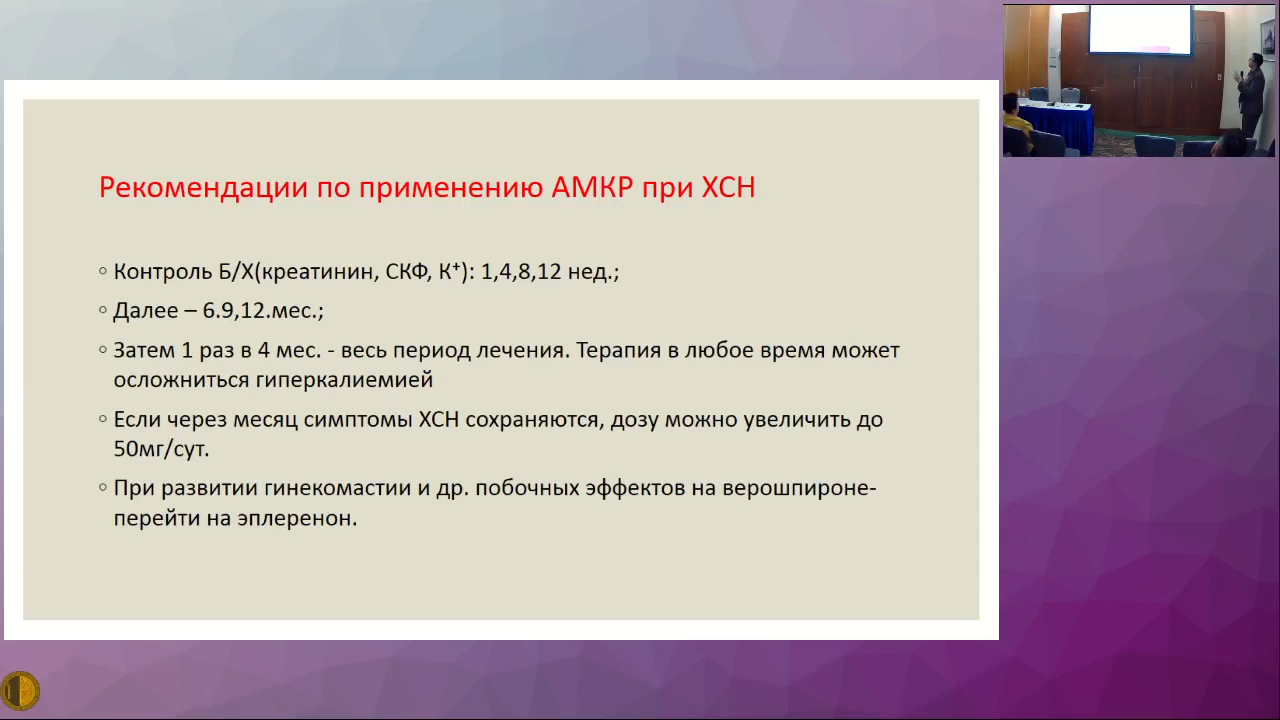 Рекомендации по применению АМКР при ХСН
◦ Контроль Б/Х(креатинин, СКФ, К⁺): 1,4,8,12 нед.;
◦ Далее – 6.9,12.мес.;
◦ Затем 1 раз в 4 мес. - весь период лечения. Терапия в любое время может
осложниться гиперкалиемией
◦ Если через месяц симптомы ХСН сохраняются, дозу можно увеличить до
50мг/сут.
◦ При развитии гинекомастии и др. побочных эффектов на верошпироне-
перейти на эплеренон.